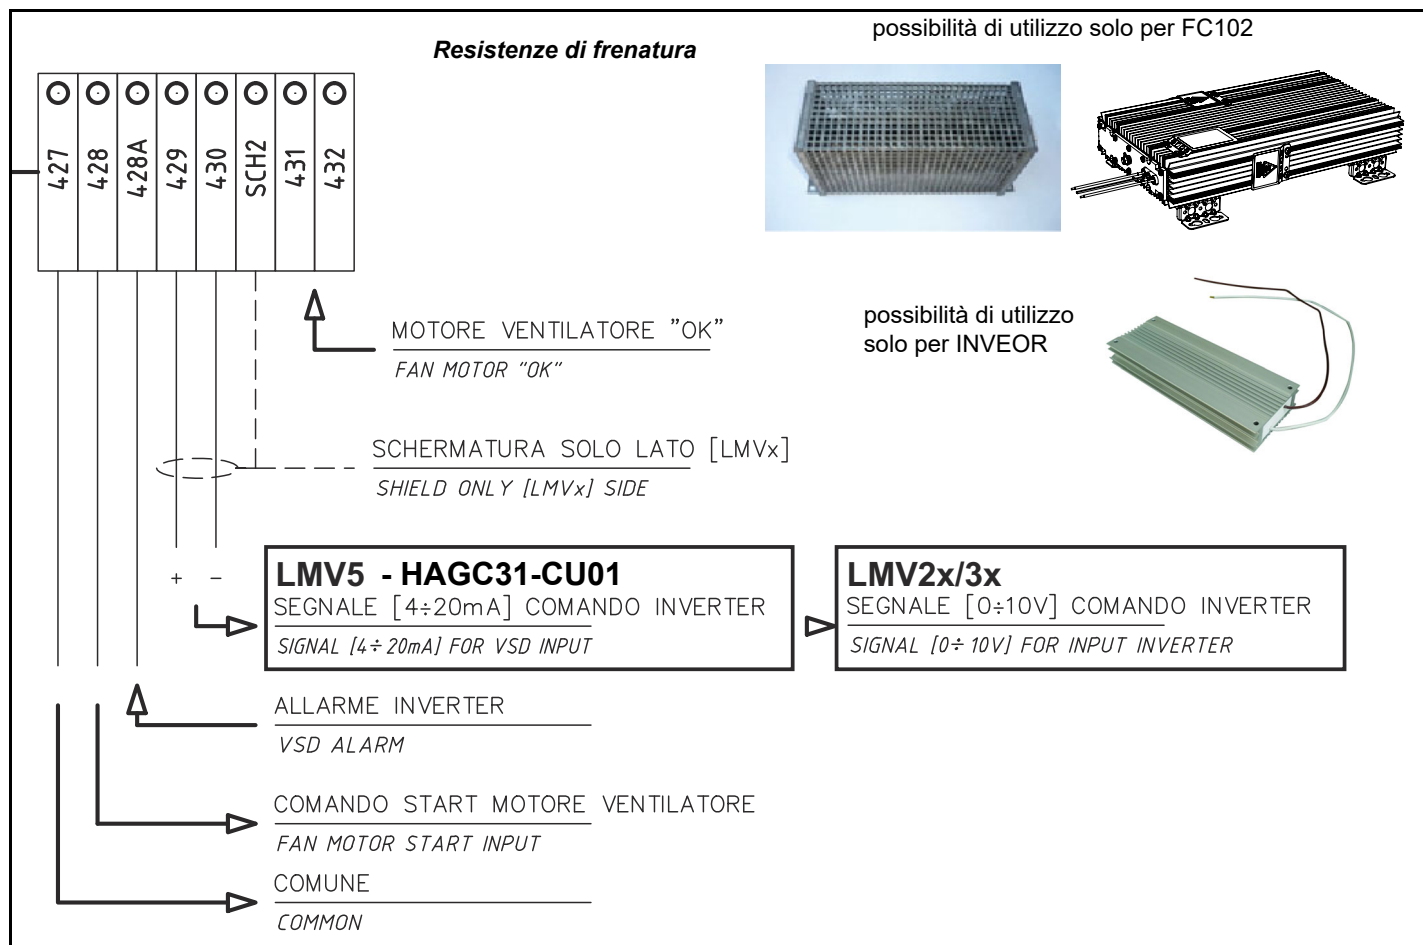 possibilità di utilizzo solo per FC102
Resistenze di frenatura
427
428
428A
429
430
SCH2
431
432
possibilità di utilizzo
solo per INVEOR
MOTORE VENTILATORE "OK"
FAN MOTOR "OK"
SCHERMATURA SOLO LATO [LMVx]
SHIELD ONLY [LMVx] SIDE
+ -
LMV5 - HAGC31-CU01
SEGNALE [4÷20mA] COMANDO INVERTER
SIGNAL [4÷20mA] FOR VSD INPUT
LMV2x/3x
SEGNALE [0÷10V] COMANDO INVERTER
SIGNAL [0÷10V] FOR INPUT INVERTER
ALLARME INVERTER
VSD ALARM
COMANDO START MOTORE VENTILATORE
FAN MOTOR START INPUT
COMUNE
COMMON